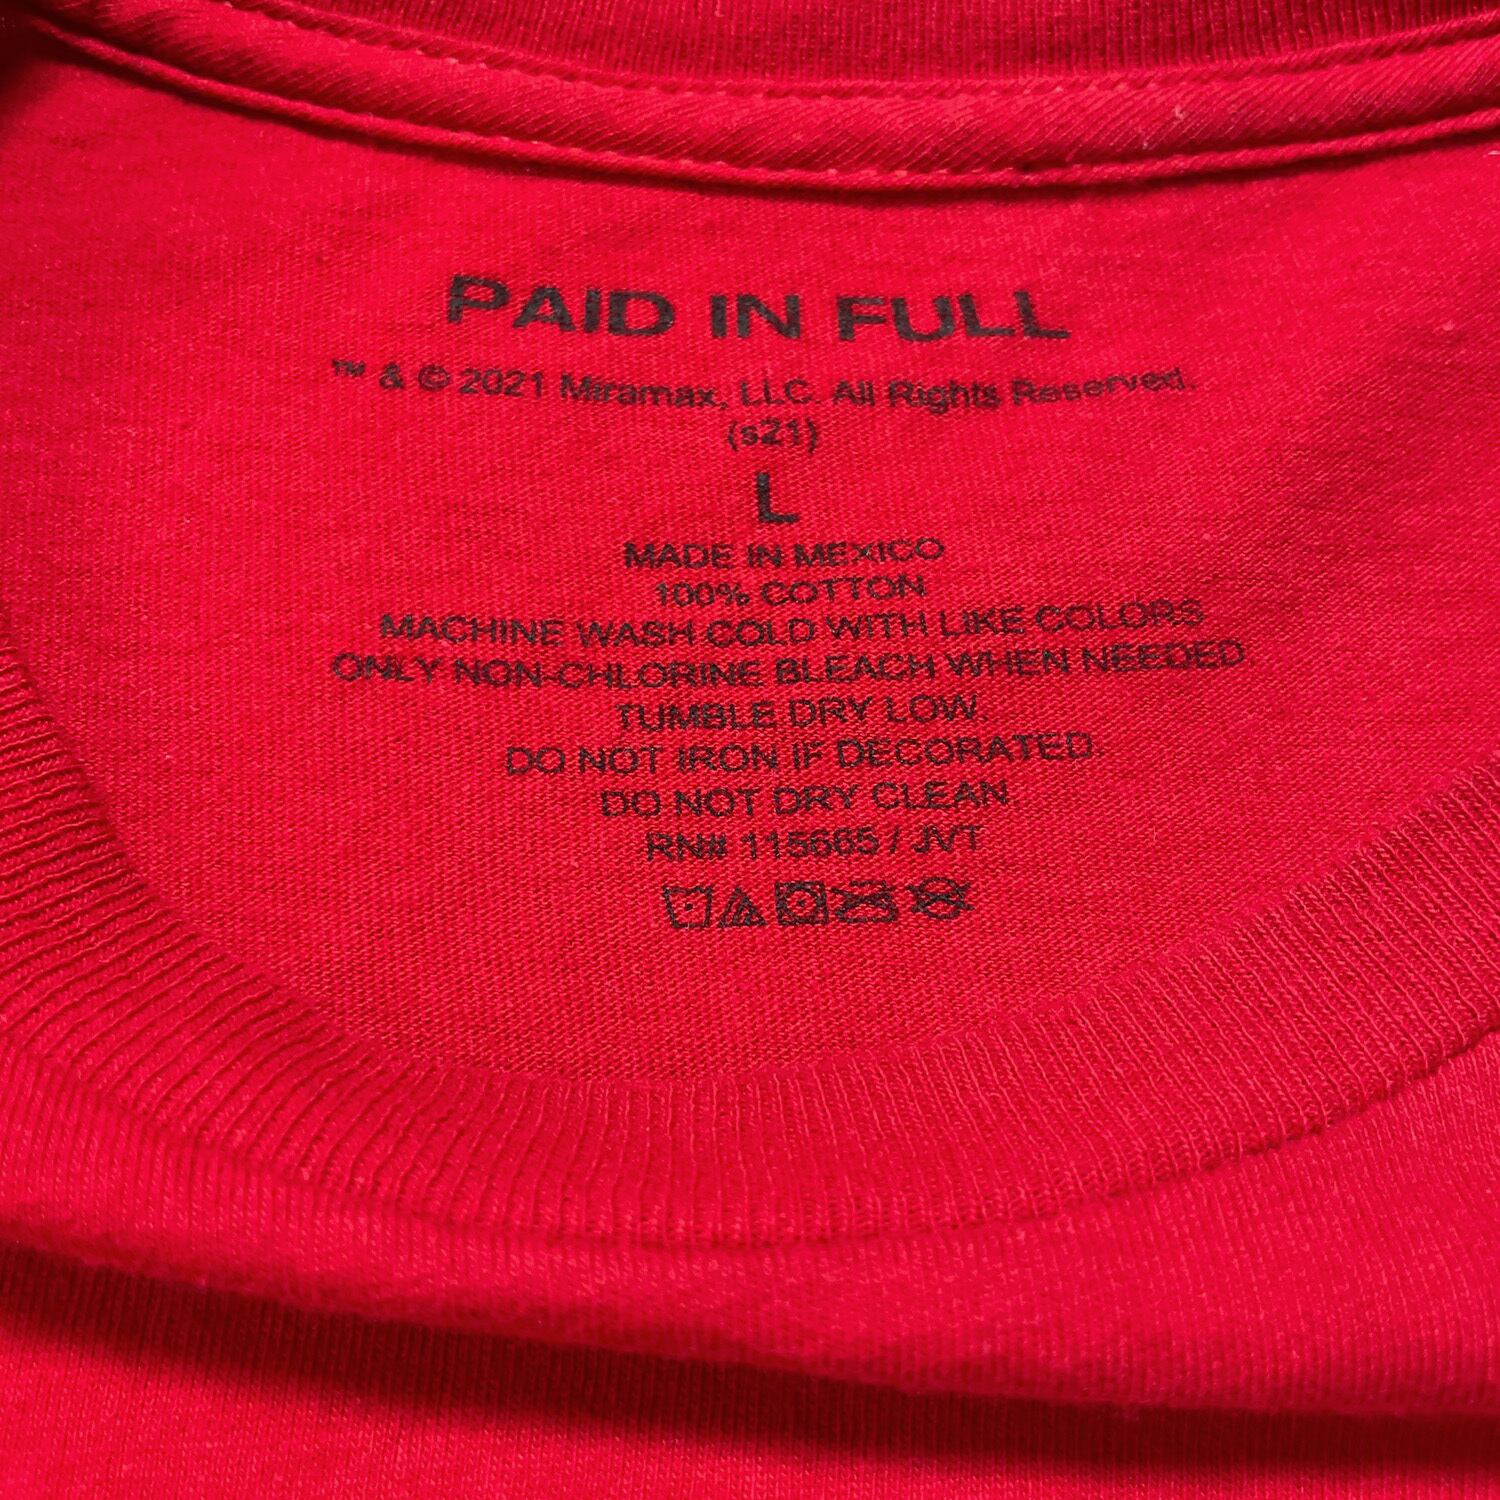 PAID IN FULL
™ & © 2021 Miramax, LLC. All Rights Reserved.
(s21)
L
MADE IN MEXICO
100% COTTON
MACHINE WASH COLD WITH LIKE COLORS
ONLY NON-CHLORINE BLEACH WHEN NEEDED.
TUMBLE DRY LOW.
DO NOT IRON IF DECORATED.
DO NOT DRY CLEAN.
RN# 115665 / JVT